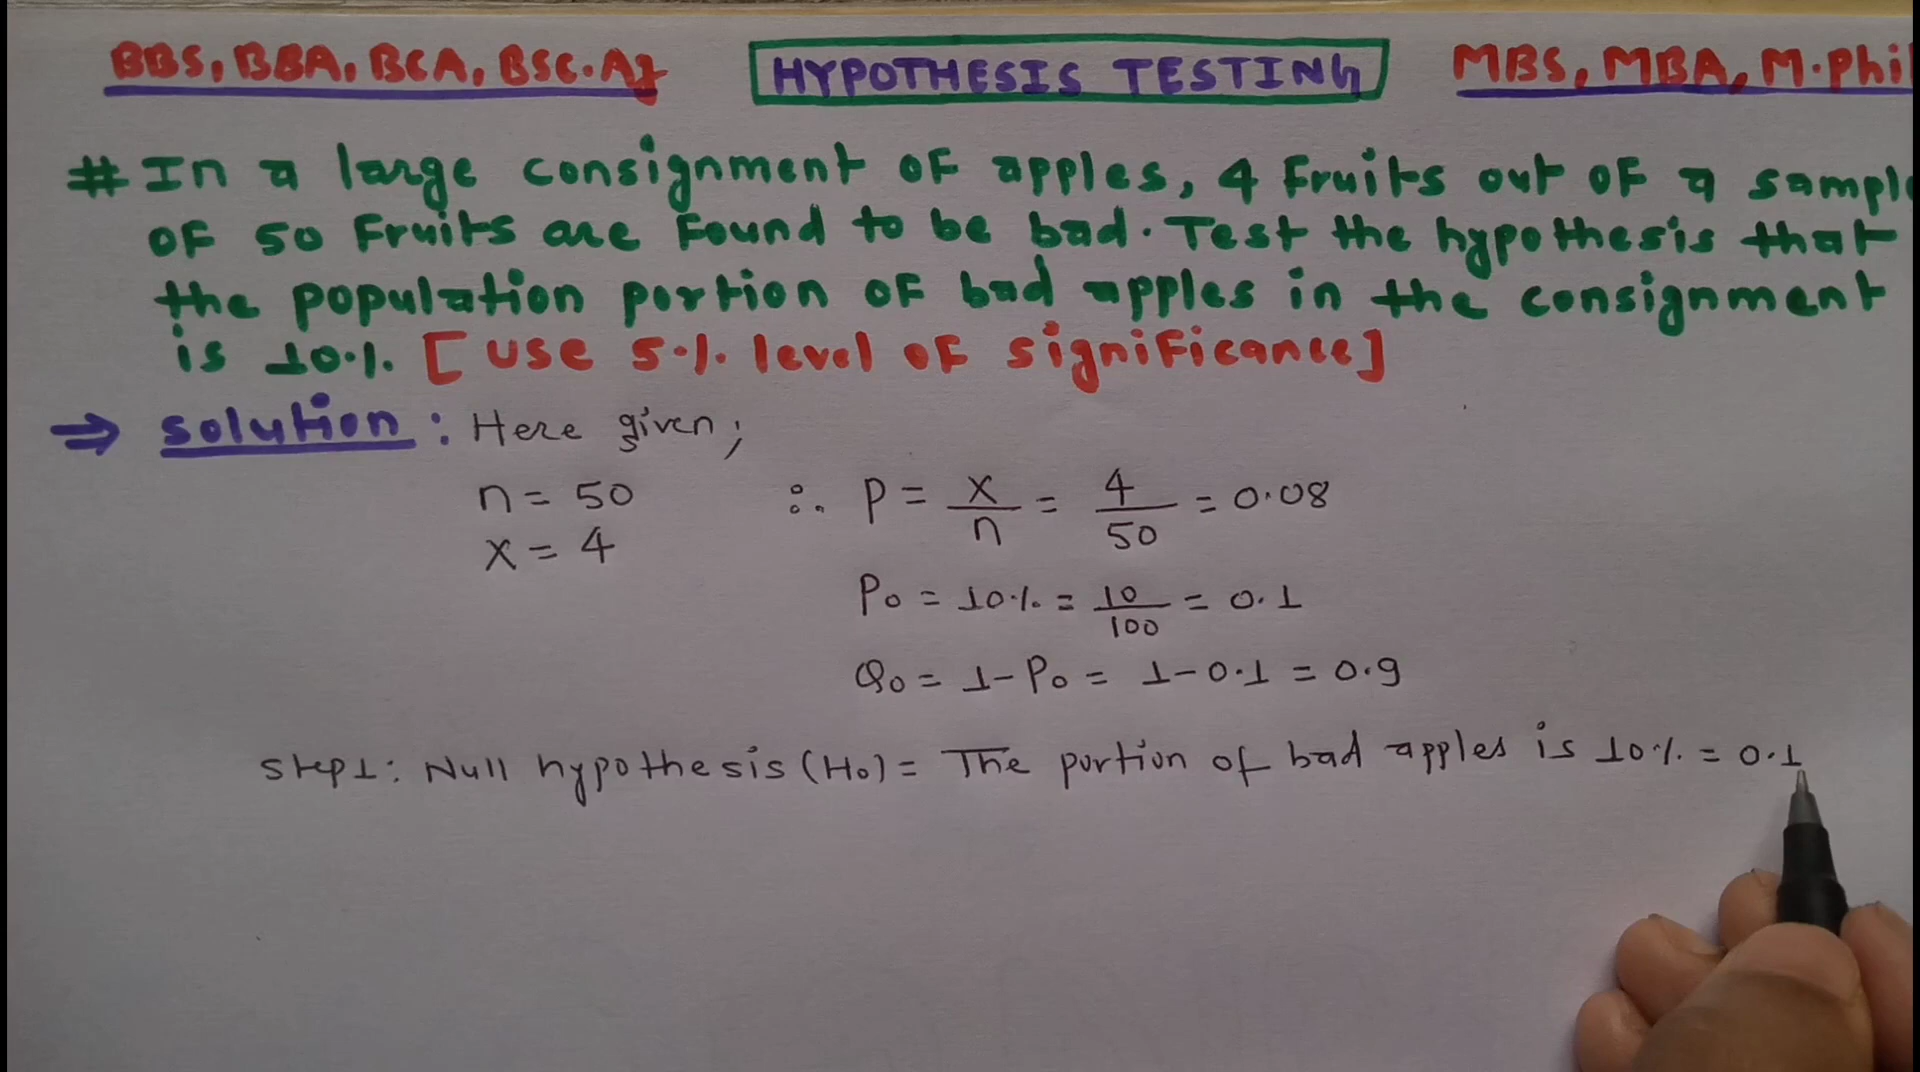 BBS, BBA, BCA, BSC.Ag HYPOTHESIS TESTING MBS, MBA, M.Phil
# In a large consignment of apples, 4 fruits out of a sample
of 50 fruits are found to be bad. Test the hypothesis that
the population portion of bad apples in the consignment
is 10%. [use 5% level of significance]
⇒ Solution: Here given;
n = 50 ∴ P = x/n = 4/50 = 0.08
x = 4
P₀ = 10% = 10/100 = 0.1
Q₀ = 1 - P₀ = 1 - 0.1 = 0.9
Step 1: Null hypothesis (H₀) = The portion of bad apples is 10% = 0.1